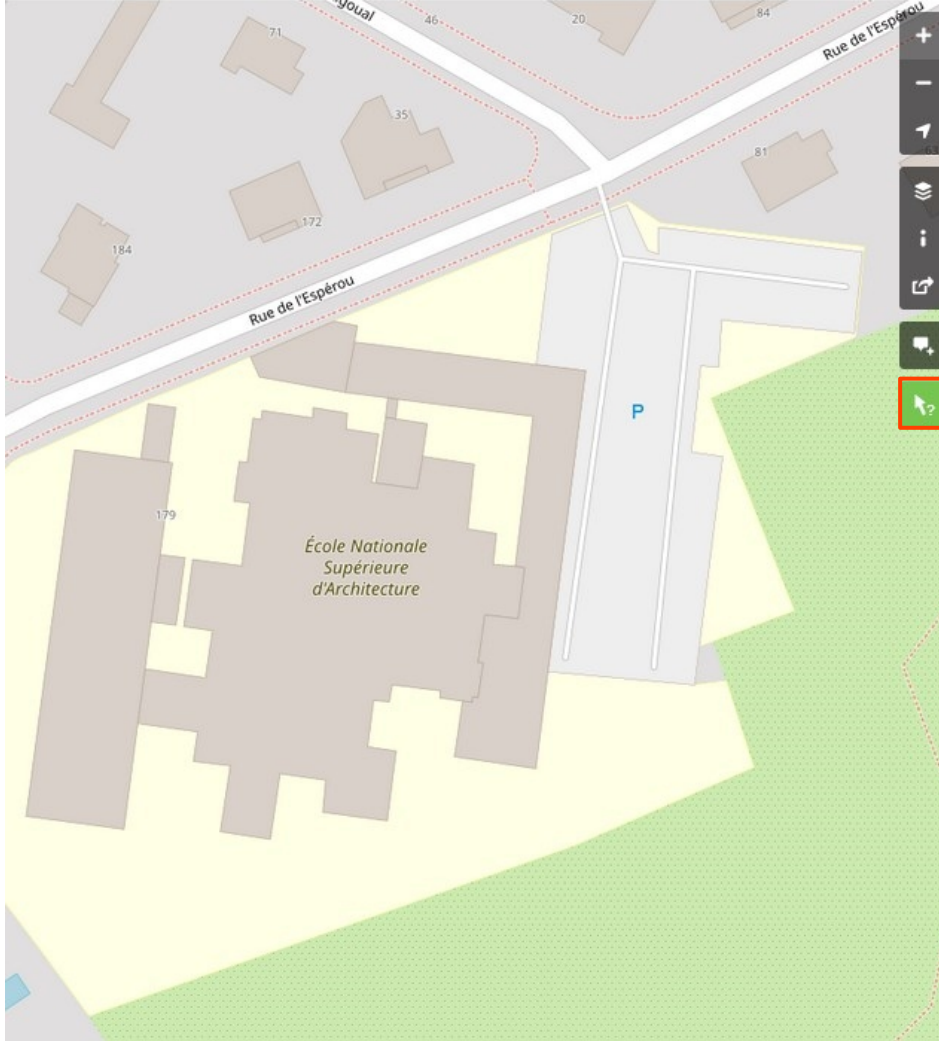 46
20
84
71
Rue de l'Espérou
35
81
63
172
184
Rue de l'Espérou
P
179
École Nationale
Supérieure
d'Architecture